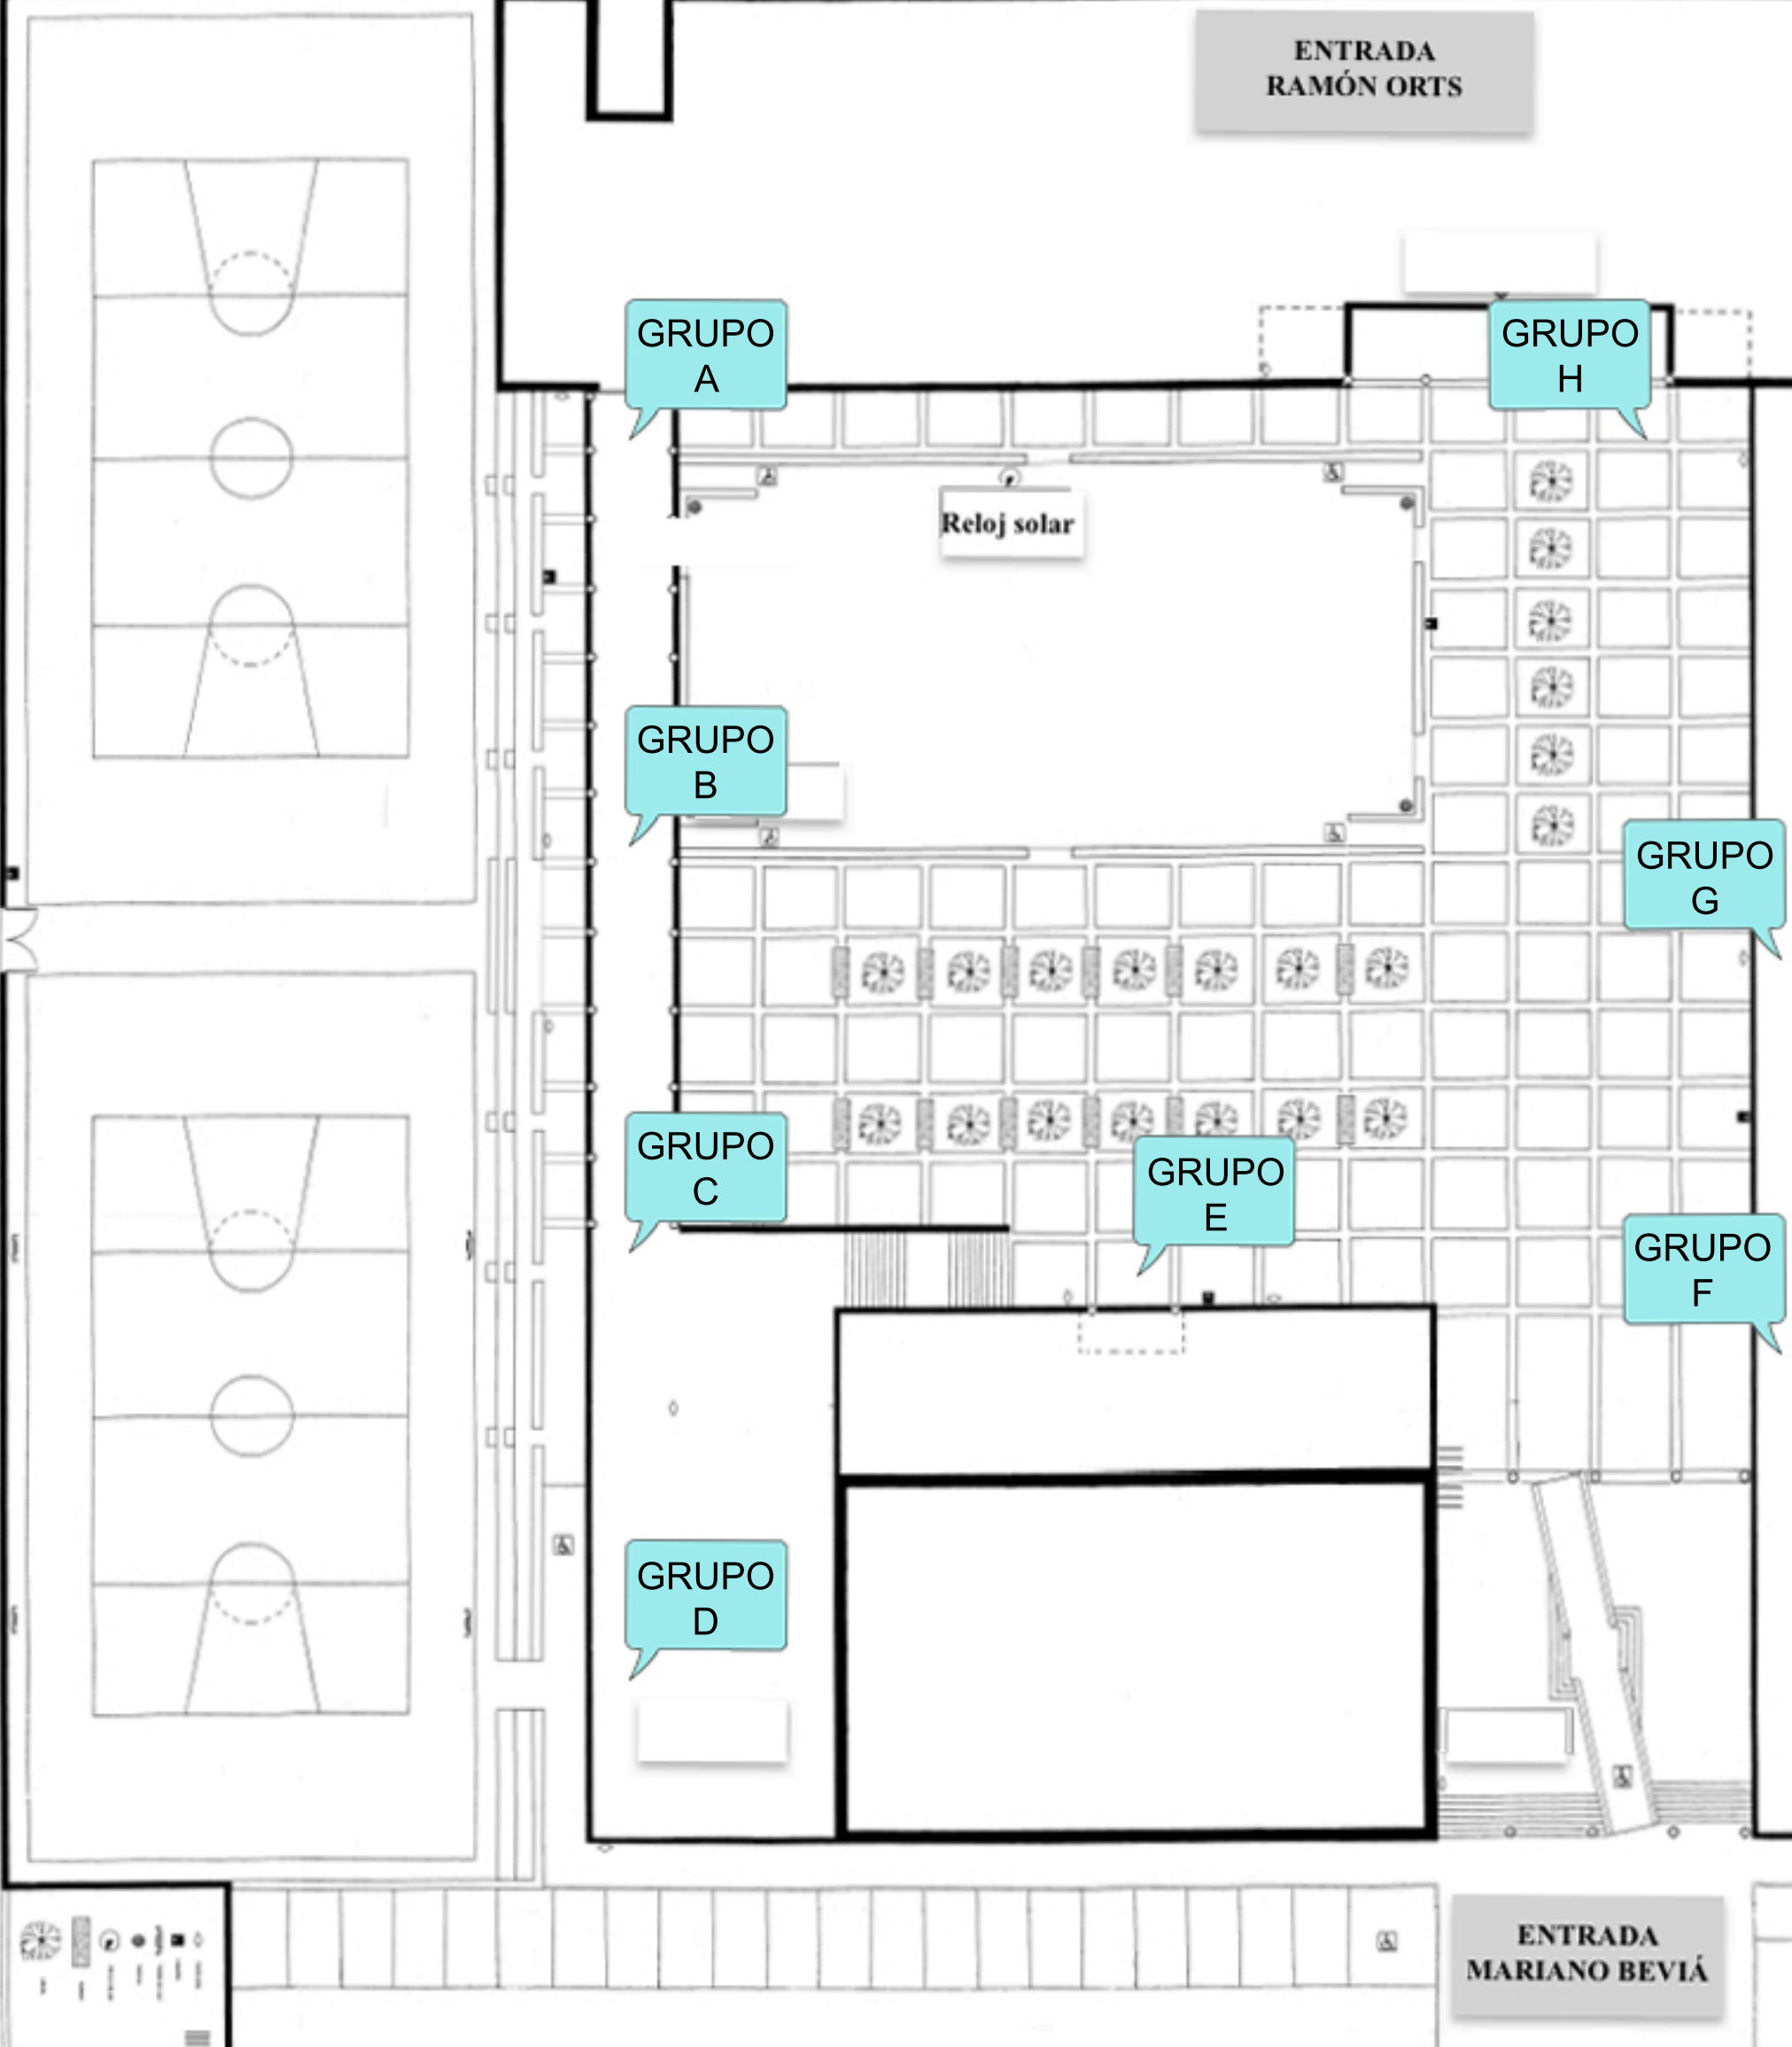 ENTRADA
RAMÓN ORTS
GRUPO
A
GRUPO
H
Reloj solar
GRUPO
B
GRUPO
G
GRUPO
C
GRUPO
E
GRUPO
F
GRUPO
D
ENTRADA
MARIANO BEVIÁ